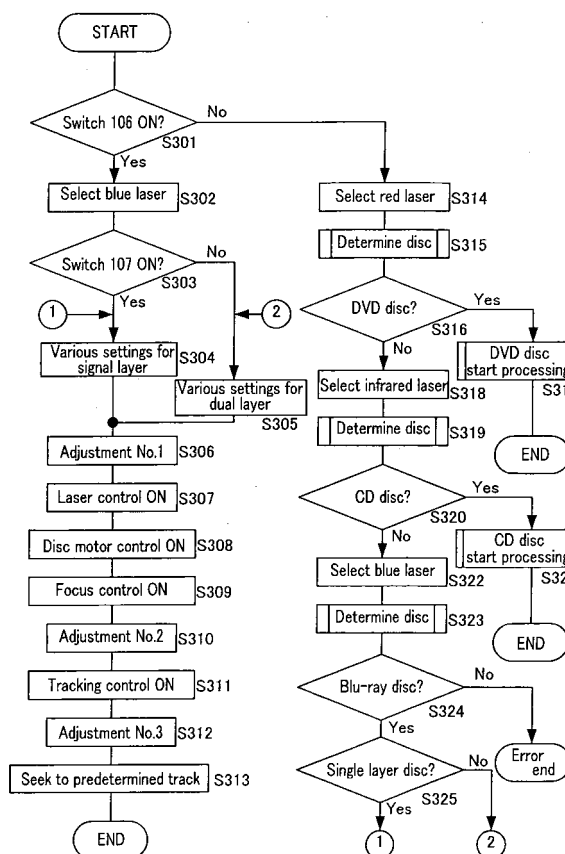 START
Switch 106 ON?
No
S301
Yes
Select blue laser
S302
Switch 107 ON?
No
S303
Yes
1
2
Various settings for
signal layer
S304
Various settings for
dual layer
S305
Adjustment No.1
S306
Laser control ON
S307
Disc motor control ON
S308
Focus control ON
S309
Adjustment No.2
S310
Tracking control ON
S311
Adjustment No.3
S312
Seek to predetermined track
S313
END
Select red laser
S314
Determine disc
S315
DVD disc?
Yes
S316
No
DVD disc
start processing
Select infrared laser
S318
END
Determine disc
S319
CD disc?
Yes
S320
No
CD disc
start processing
Select blue laser
S322
END
Determine disc
S323
Blu-ray disc?
No
S324
Yes
Error
end
Single layer disc?
No
S325
Yes
1
2